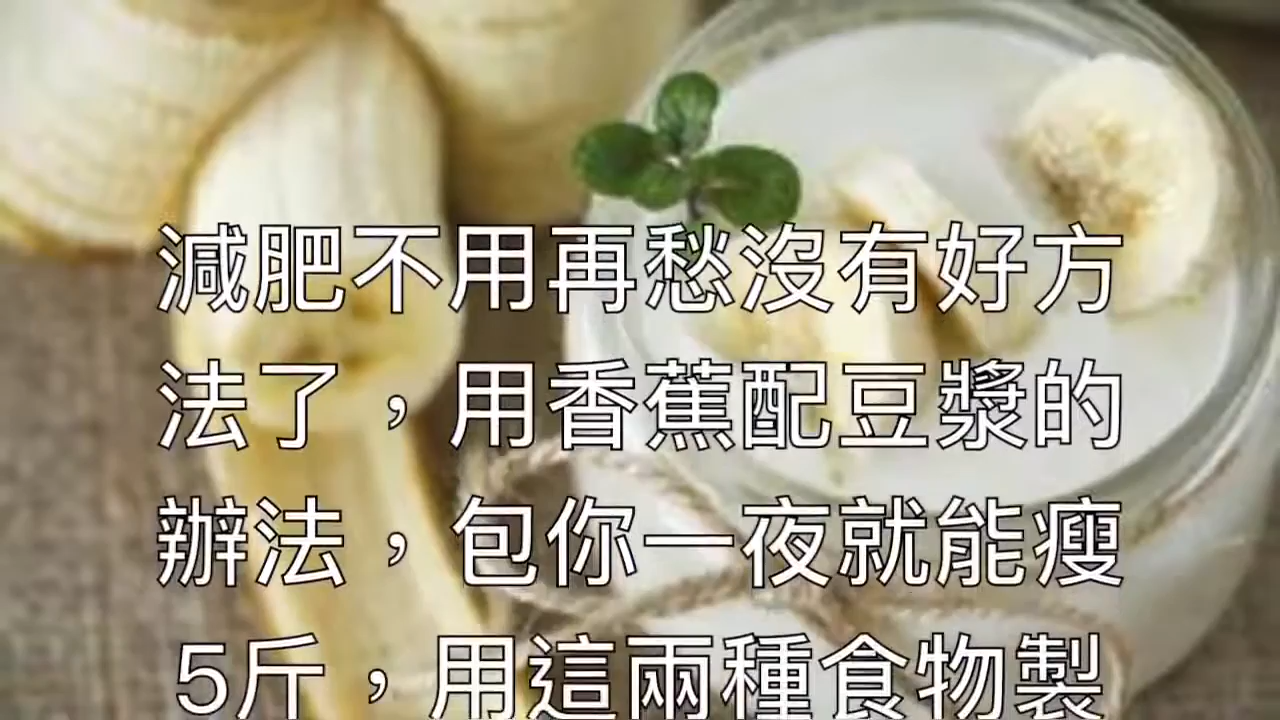 減肥不用再愁沒有好方
法了，用香蕉配豆漿的
辦法，包你一夜就能瘦
5斤，用這兩種食物製